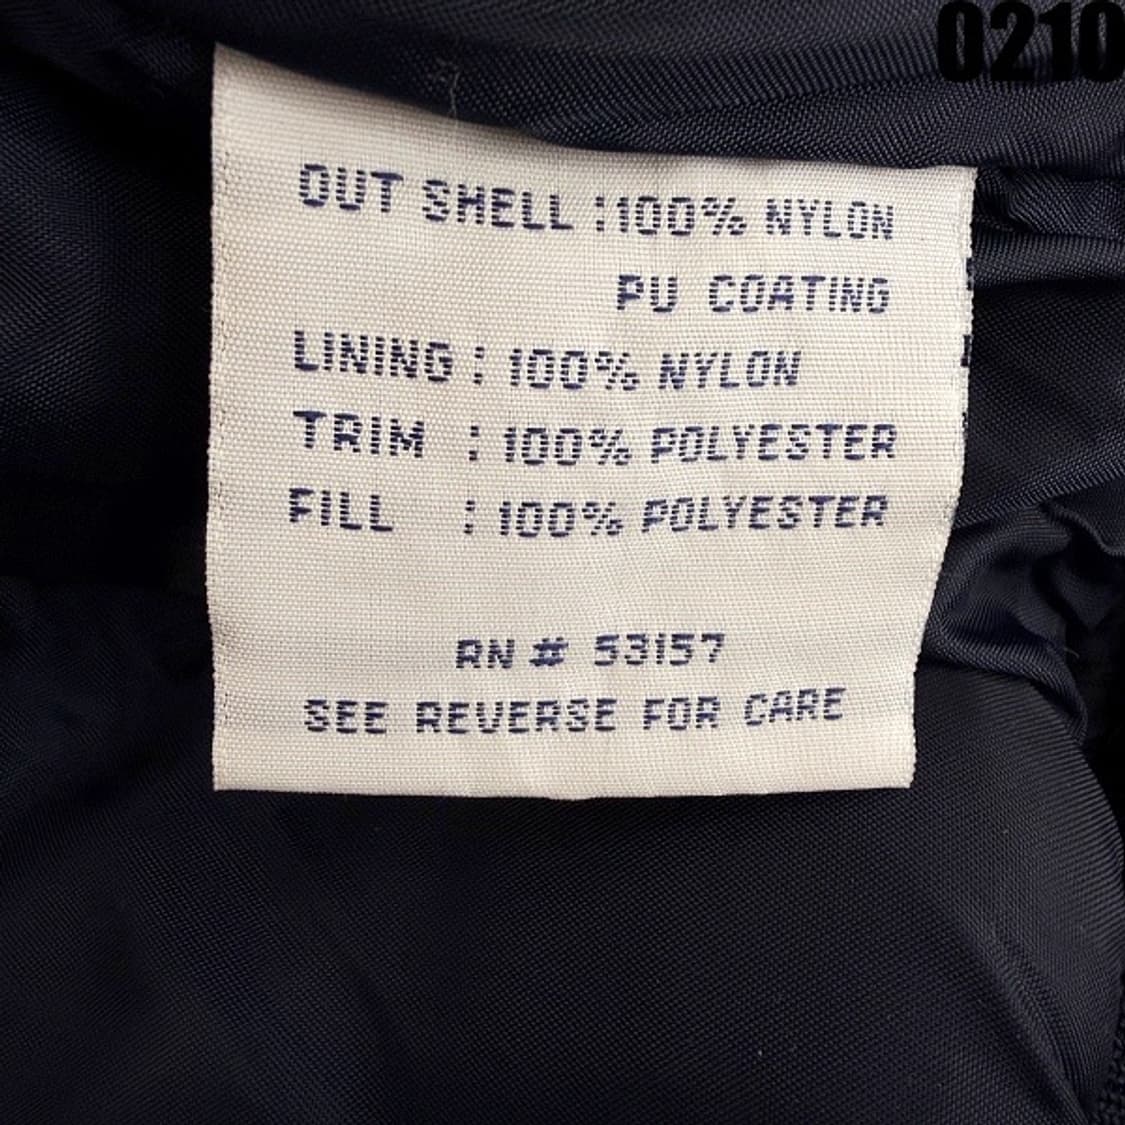 0210
OUT SHELL :100% NYLON
PU COATING
LINING : 100% NYLON
TRIM : 100% POLYESTER
FILL : 100% POLYESTER
RN # 53157
SEE REVERSE FOR CARE